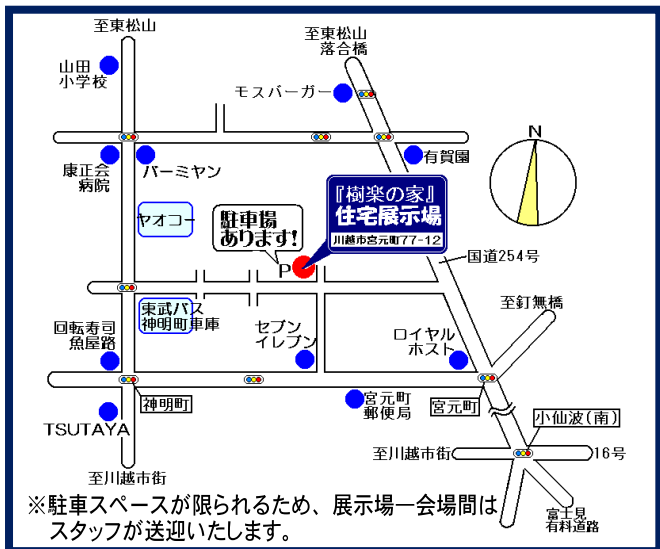 至東松山
至東松山
落合橋
山田
小学校
モスバーガー
N
康正会
病院
バーミヤン
有賀園
『樹楽の家』
住宅展示場
川越市宮元町77-12
ヤオコー
駐車場
あります!
P
国道254号
東武バス
神明町車庫
至釘無橋
回転寿司
魚屋路
セブン
イレブン
ロイヤル
ホスト
神明町
宮元町
郵便局
宮元町
小仙波(南)
TSUTAYA
至川越市街
至川越市街
16号
富士見
有料道路
※駐車スペースが限られるため、展示場ー会場間は
スタッフが送迎いたします。